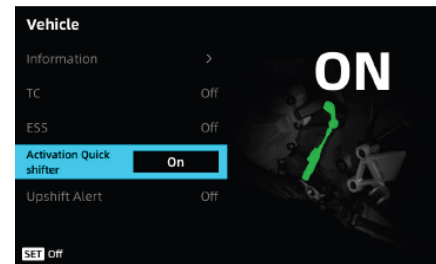 Vehicle
Information >
ON
TC Off
ESS Off
Activation Quick
shifter On
Upshift Alert Off
SET Off